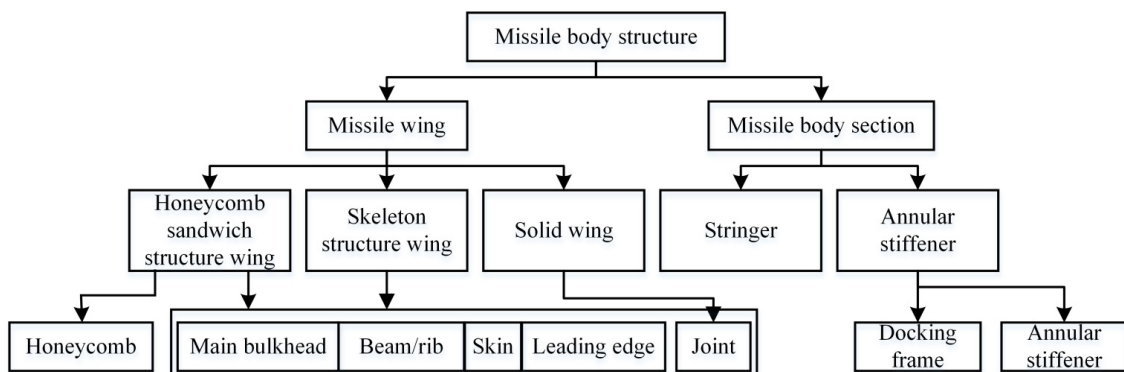 Missile body structure
Missile wing
Missile body section
Honeycomb
sandwich
structure wing
Skeleton
structure wing
Solid wing
Stringer
Annular
stiffener
Honeycomb
Main bulkhead
Beam/rib
Skin
Leading edge
Joint
Docking
frame
Annular
stiffener